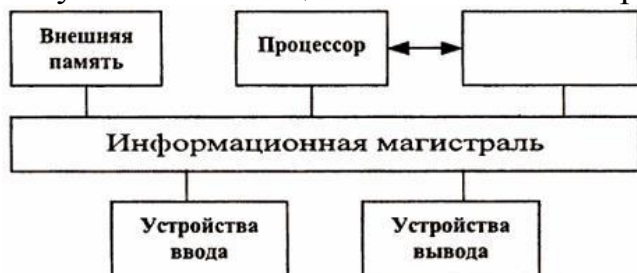 Внешняя
память
Процессор
Информационная магистраль
Устройства
ввода
Устройства
вывода